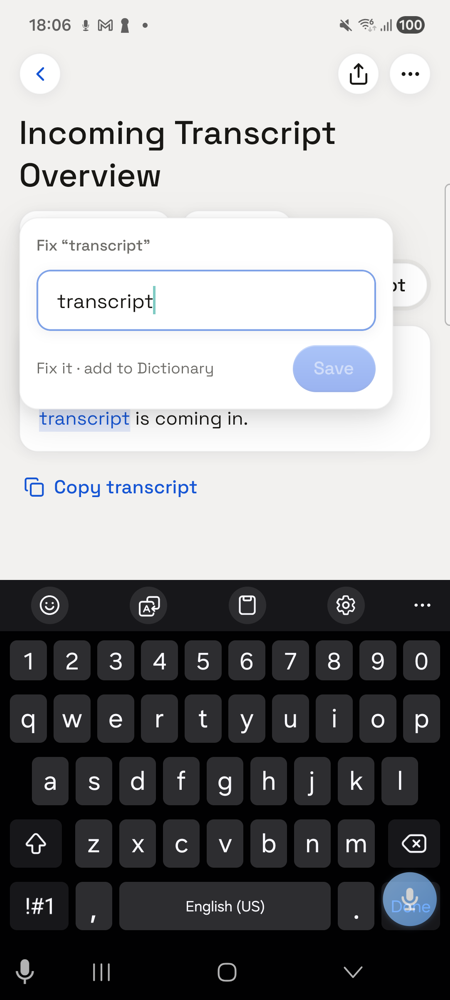 18:06
100
Incoming Transcript
Overview
Fix “transcript”
pt
transcript
Fix it · add to Dictionary
Save
transcript is coming in.
Copy transcript
1 2 3 4 5 6 7 8 9 0
q w e r t y u i o p
a s d f g h j k l
z x c v b n m
!#1 , English (US) . Done